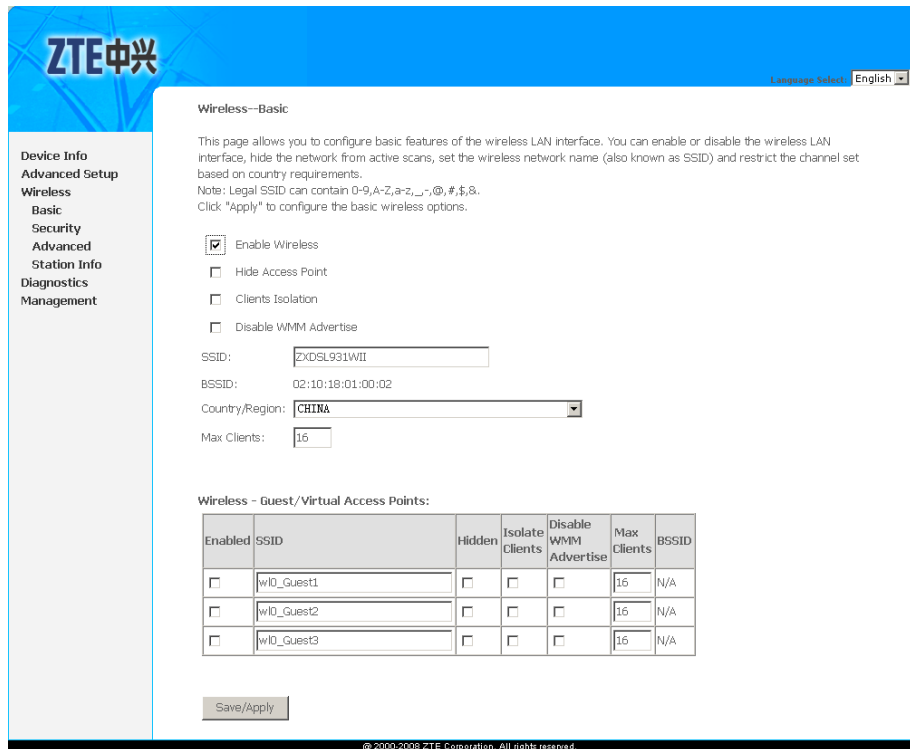 ZTE中兴
Language Select: English
Device Info
Advanced Setup
Wireless
Basic
Security
Advanced
Station Info
Diagnostics
Management
Wireless--Basic
This page allows you to configure basic features of the wireless LAN interface. You can enable or disable the wireless LAN
interface, hide the network from active scans, set the wireless network name (also known as SSID) and restrict the channel set
based on country requirements.
Note: Legal SSID can contain 0-9,A-Z,a-z,_,-,@,#,$,&.
Click "Apply" to configure the basic wireless options.
Enable Wireless
Hide Access Point
Clients Isolation
Disable WMM Advertise
SSID: ZXDSL931WII
BSSID: 02:10:18:01:00:02
Country/Region: CHINA
Max Clients: 16
Wireless - Guest/Virtual Access Points:
Enabled SSID Hidden Isolate Clients Disable WMM Advertise Max Clients BSSID
wl0_Guest1 16 N/A
wl0_Guest2 16 N/A
wl0_Guest3 16 N/A
Save/Apply
@ 2000-2008 ZTE Corporation. All rights reserved.